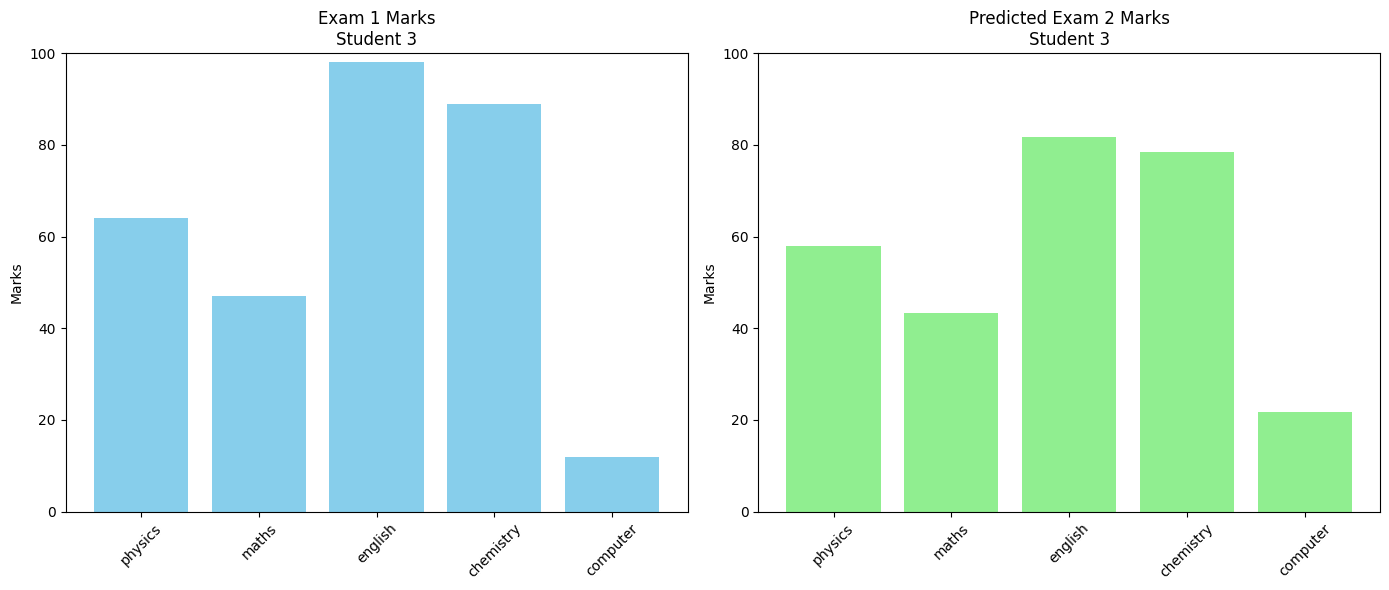 Exam 1 Marks
Student 3
Marks
100
80
60
40
20
0
physics
maths
english
chemistry
computer
Predicted Exam 2 Marks
Student 3
Marks
100
80
60
40
20
0
physics
maths
english
chemistry
computer